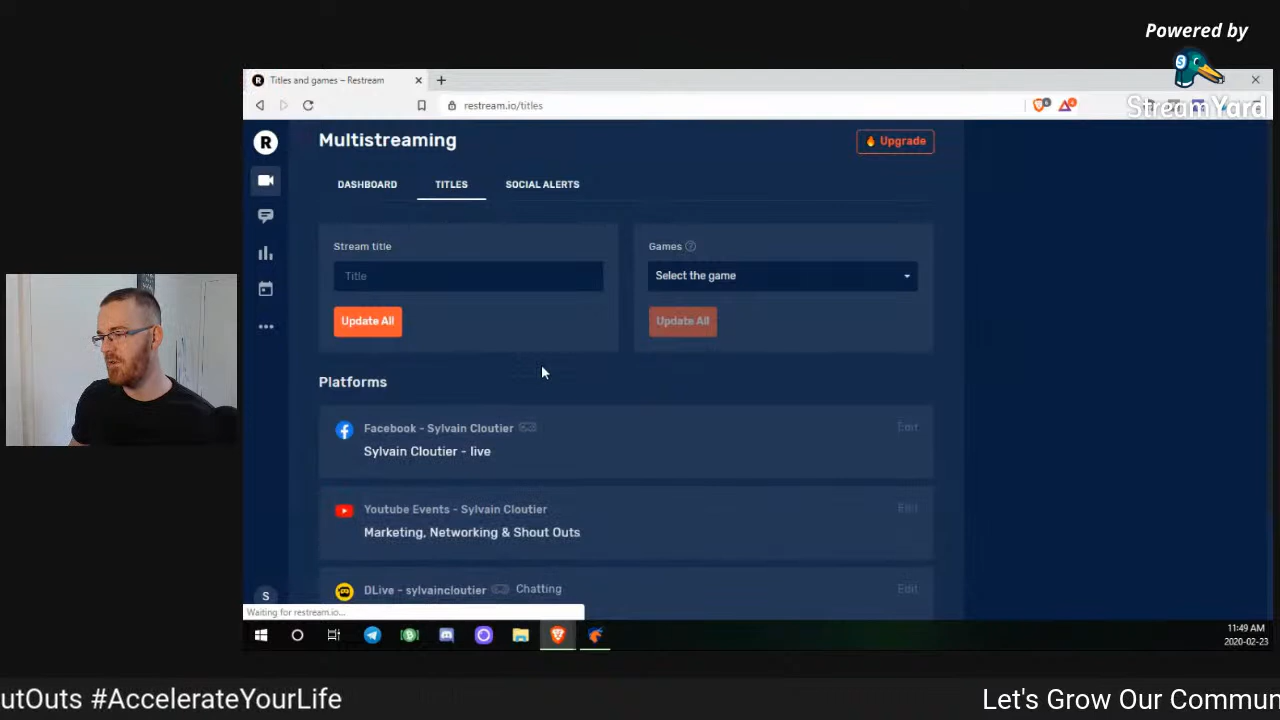 Powered by
StreamYard
Titles and games – Restream
restream.io/titles
Multistreaming
Upgrade
DASHBOARD
TITLES
SOCIAL ALERTS
Stream title
Title
Update All
Games
Select the game
Update All
Platforms
Facebook - Sylvain Cloutier
Edit
Sylvain Cloutier - live
Youtube Events - Sylvain Cloutier
Edit
Marketing, Networking & Shout Outs
DLive - sylvaincloutier
Chatting
Edit
S
Waiting for restream.io...
11:49 AM
2020-02-23
utOuts #AccelerateYourLife
Let's Grow Our Commun